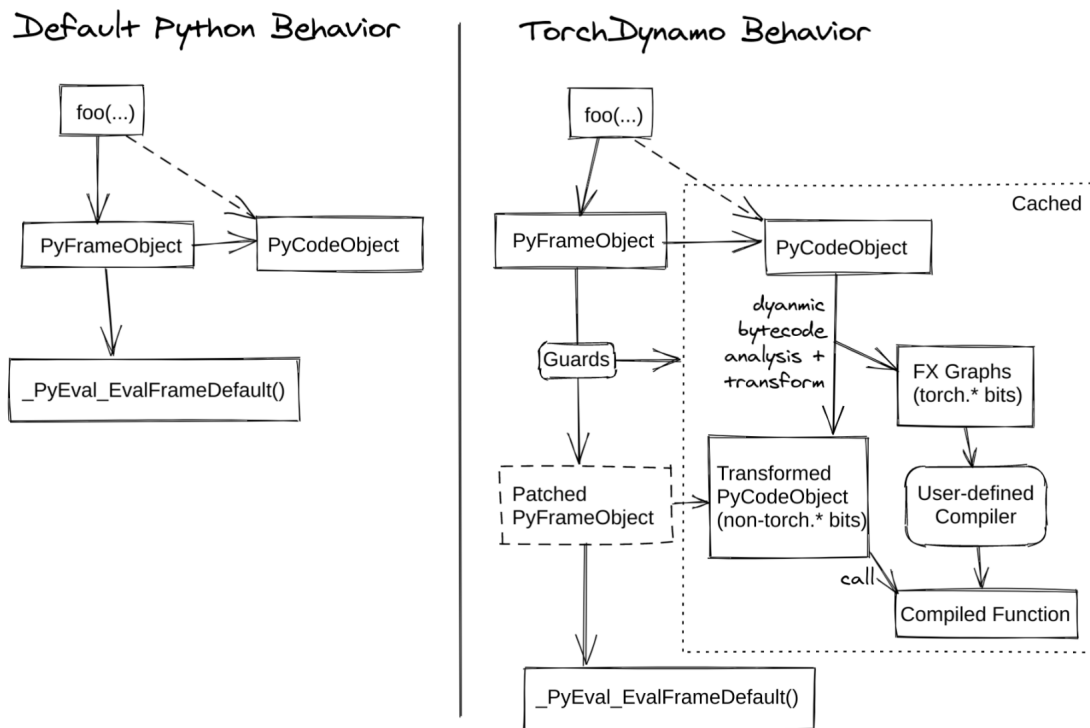 Default Python Behavior
foo(...)
PyFrameObject
PyCodeObject
_PyEval_EvalFrameDefault()
TorchDynamo Behavior
foo(...)
Cached
PyFrameObject
PyCodeObject
dyanmic
bytecode
analysis +
transform
Guards
FX Graphs
(torch.* bits)
Patched
PyFrameObject
Transformed
PyCodeObject
(non-torch.* bits)
User-defined
Compiler
call
Compiled Function
_PyEval_EvalFrameDefault()